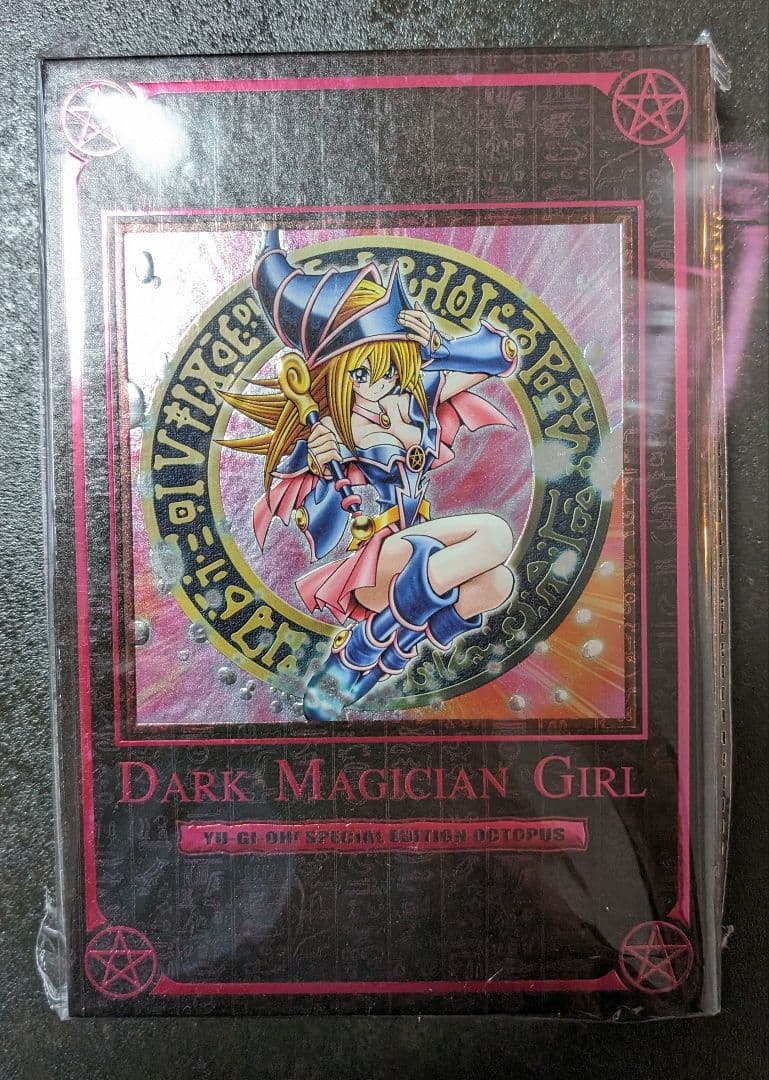 DARK MAGICIAN GIRL
YU-GI-OH! SPECIAL EDITION OCTOPUS